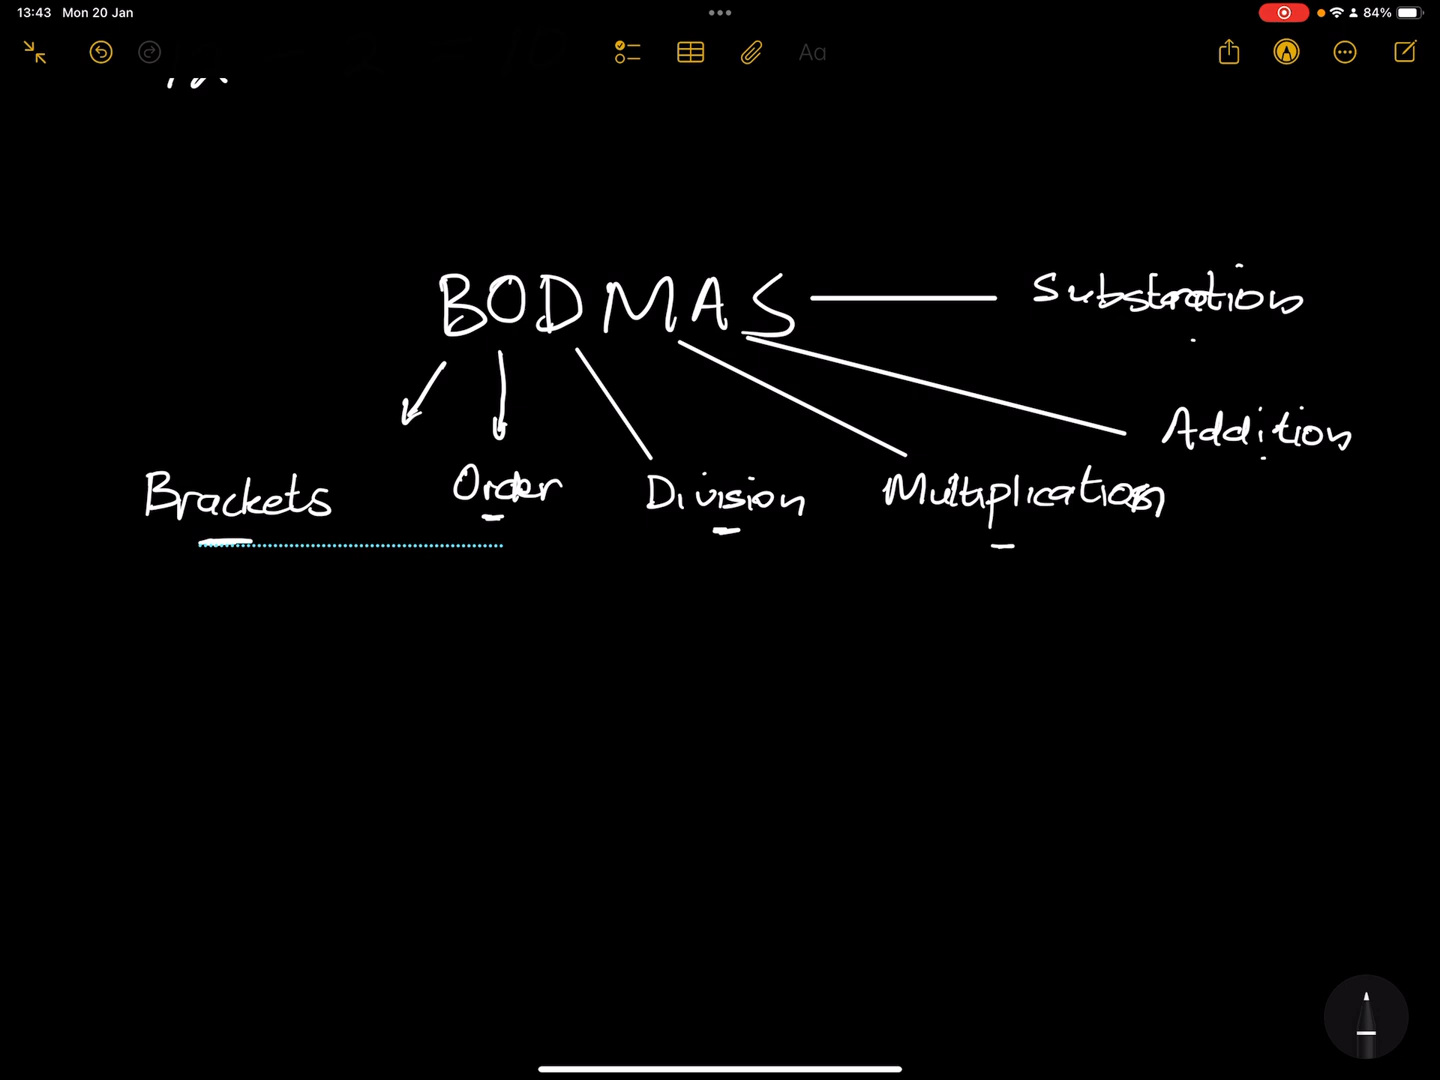 13:43 Mon 20 Jan
84%
Aa
BODMAS
Substration
Addition
Brackets Order Division Multiplication